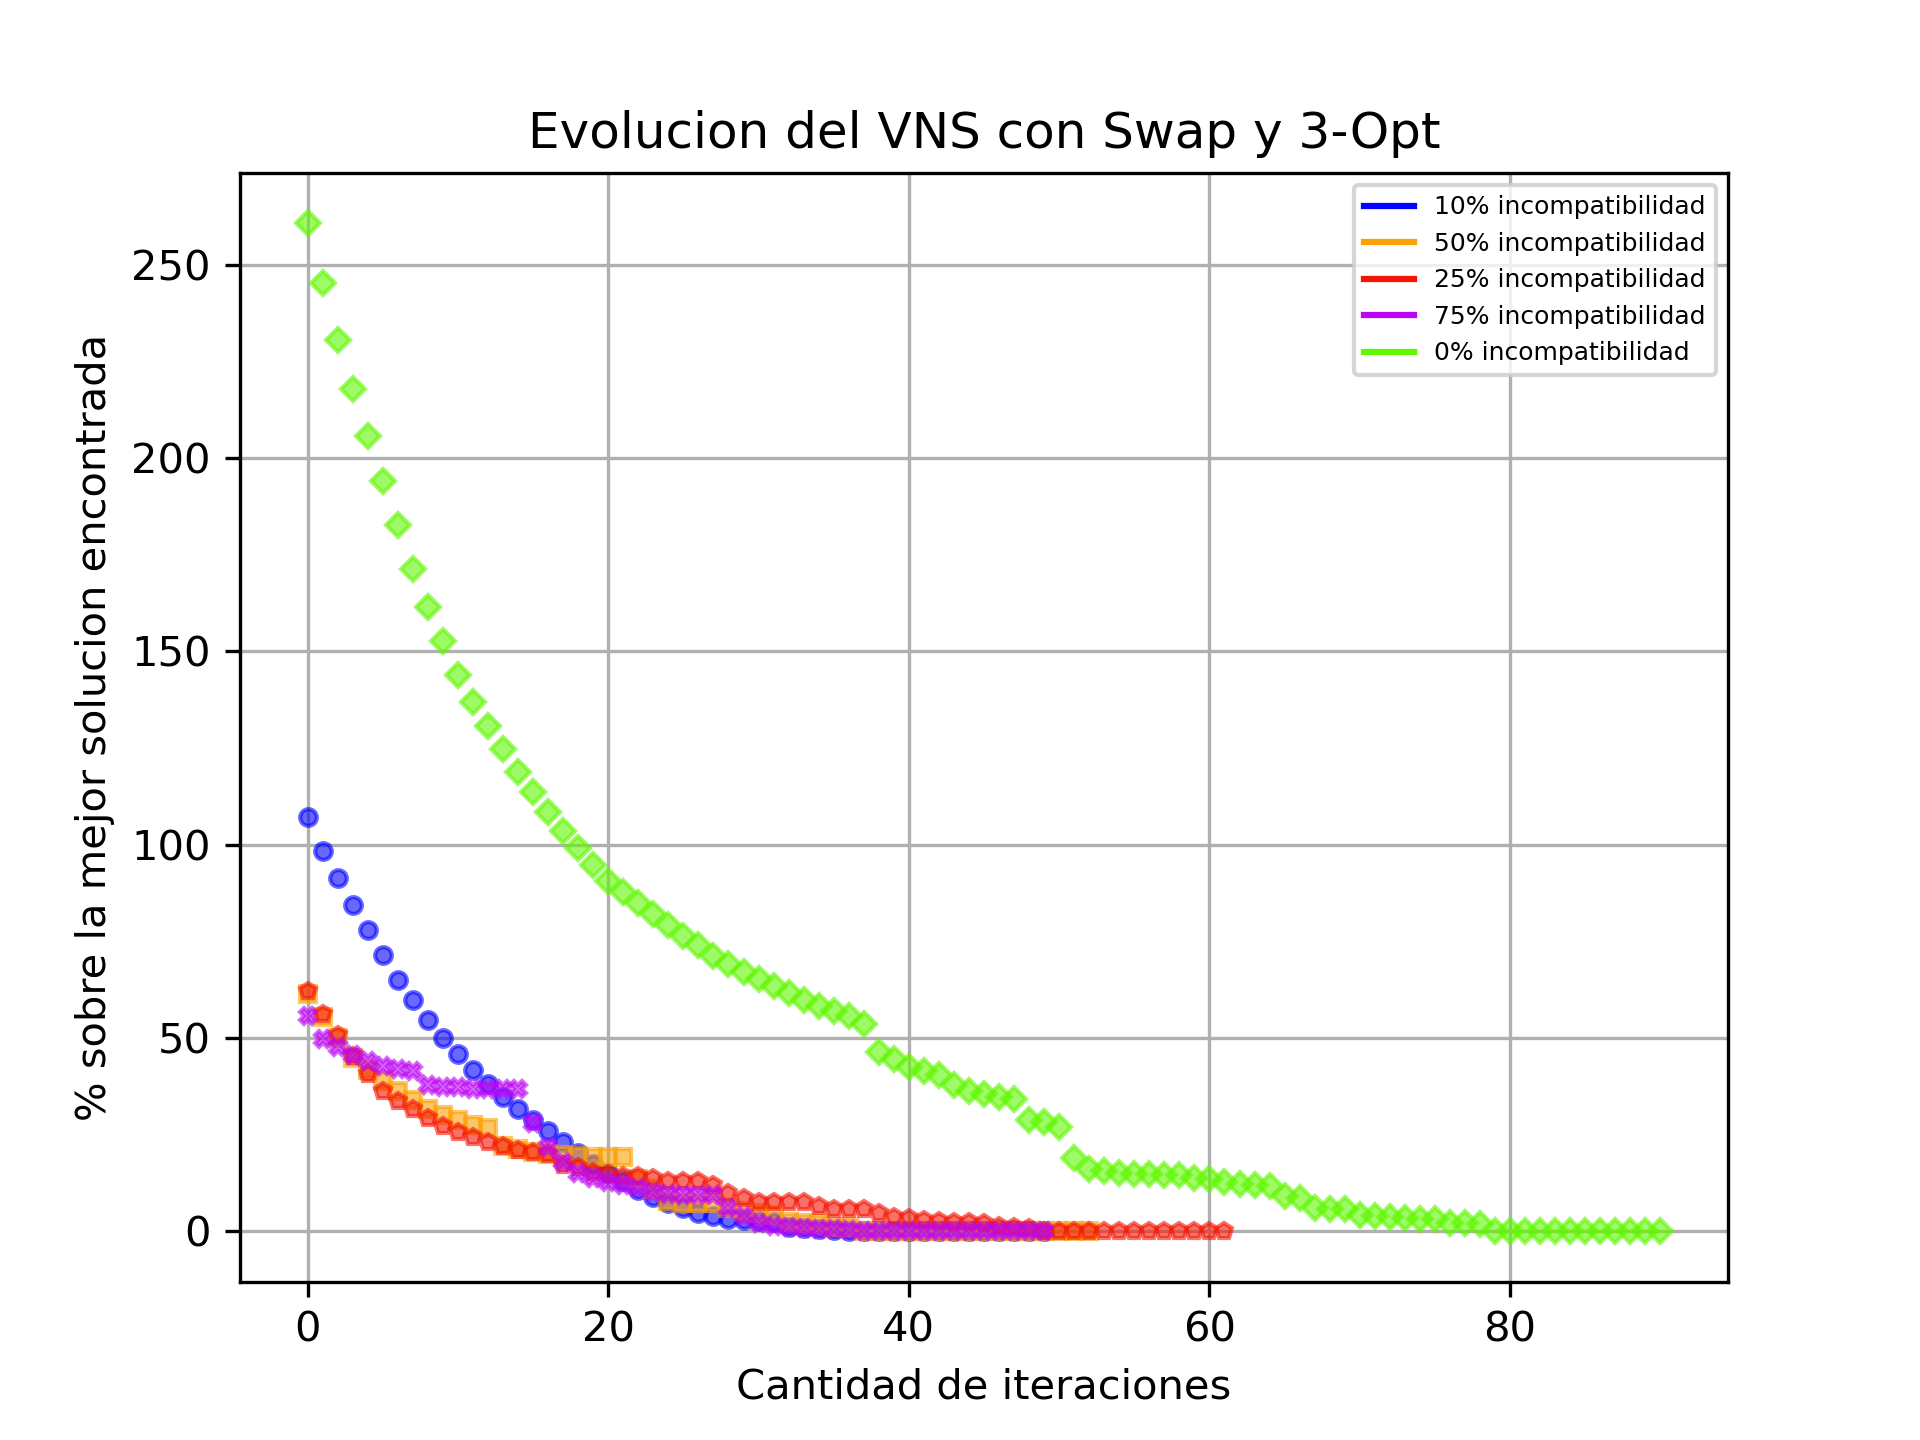 Evolucion del VNS con Swap y 3-Opt
10% incompatibilidad
50% incompatibilidad
25% incompatibilidad
75% incompatibilidad
0% incompatibilidad
% sobre la mejor solucion encontrada
250
200
150
100
50
0
0 20 40 60 80
Cantidad de iteraciones